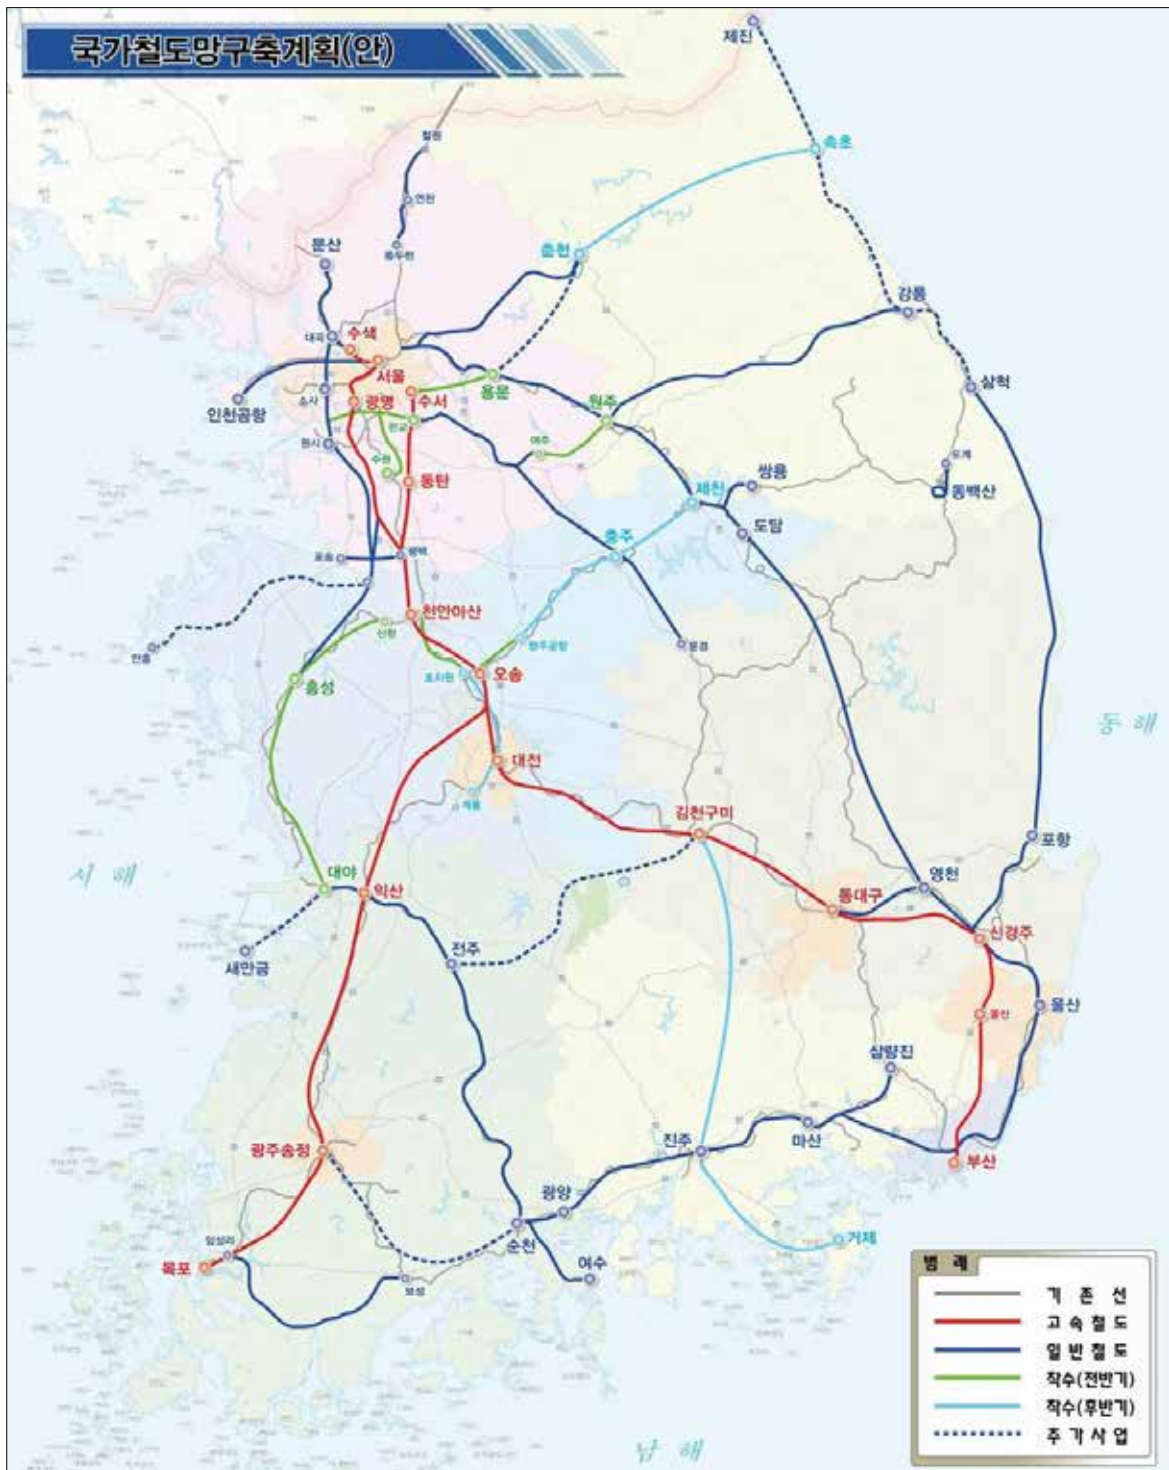 국가철도망구축계획(안)
제진
속초
철원
연천
동두천
춘천
문산
강릉
대곡
수색
서울
용문
삼척
인천공항
소사
광명
수서
원주
판교
여주
원시
수원
동탄
도계
쌍용
동백산
제천
도담
충주
포승
평택
천안아산
신창
안흥
문경
청주공항
조치원
오송
홍성
동해
대전
계룡
김천구미
포항
서해
대야
익산
영천
동대구
신경주
전주
새만금
울산
울산
삼량진
마산
진주
광주송정
부산
광양
순천
거제
임성리
목포
보성
여수
남해
범 례
기 존 선
고 속 철 도
일 반 철 도
착수(전반기)
착수(후반기)
추 가 사 업